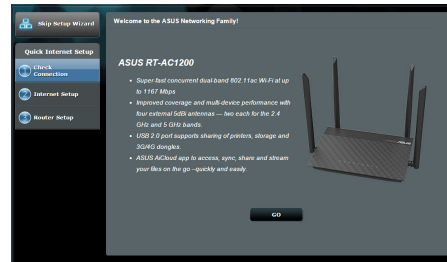 Skip Setup Wizard
Quick Internet Setup
1 Check
Connection
2 Internet Setup
3 Router Setup
Welcome to the ASUS Networking Family!
ASUS RT-AC1200
• Super-fast concurrent dual-band 802.11ac Wi-Fi at up
to 1167 Mbps
• Improved coverage and multi-device performance with
four external 5dBi antennas — two each for the 2.4
GHz and 5 GHz bands.
• USB 2.0 port supports sharing of printers, storage and
3G/4G dongles.
• ASUS AiCloud app to access, sync, share and stream
your files on the go –quickly and easily.
GO